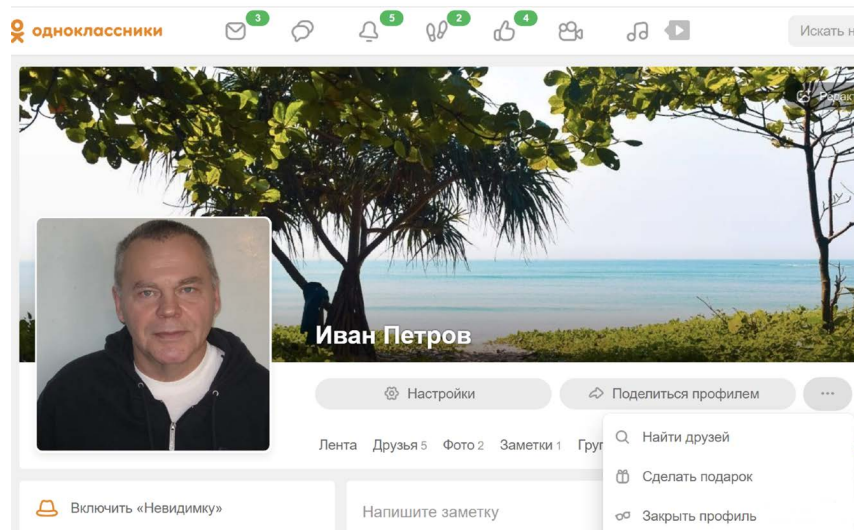 одноклассники
3
5
2
4
Искать
Иван Петров
Настройки
Поделиться профилем
Лента Друзья 5 Фото 2 Заметки 1
Найти друзей
Сделать подарок
Закрыть профиль
Включить «Невидимку»
Напишите заметку